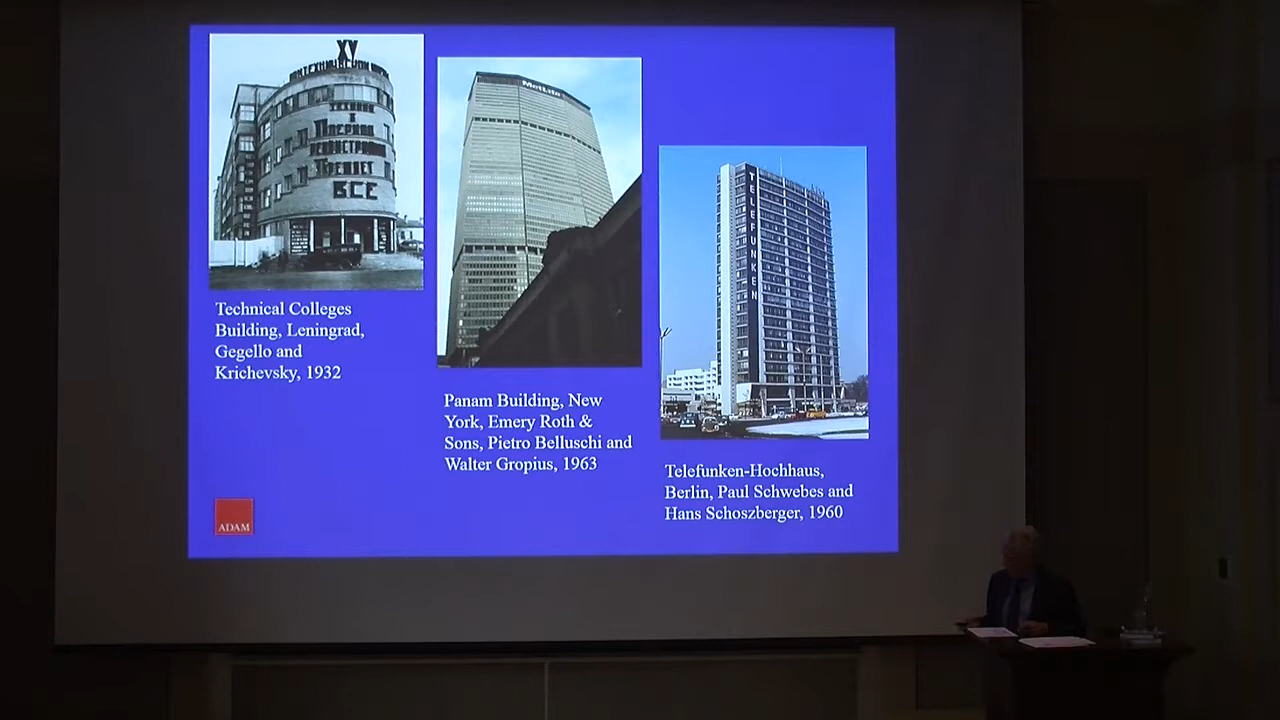 XV
БСЕ
Technical Colleges
Building, Leningrad,
Gegello and
Krichevsky, 1932
MetLife
Panam Building, New
York, Emery Roth &
Sons, Pietro Belluschi and
Walter Gropius, 1963
TELEFUNKEN
Telefunken-Hochhaus,
Berlin, Paul Schwebes and
Hans Schoszberger, 1960
ADAM